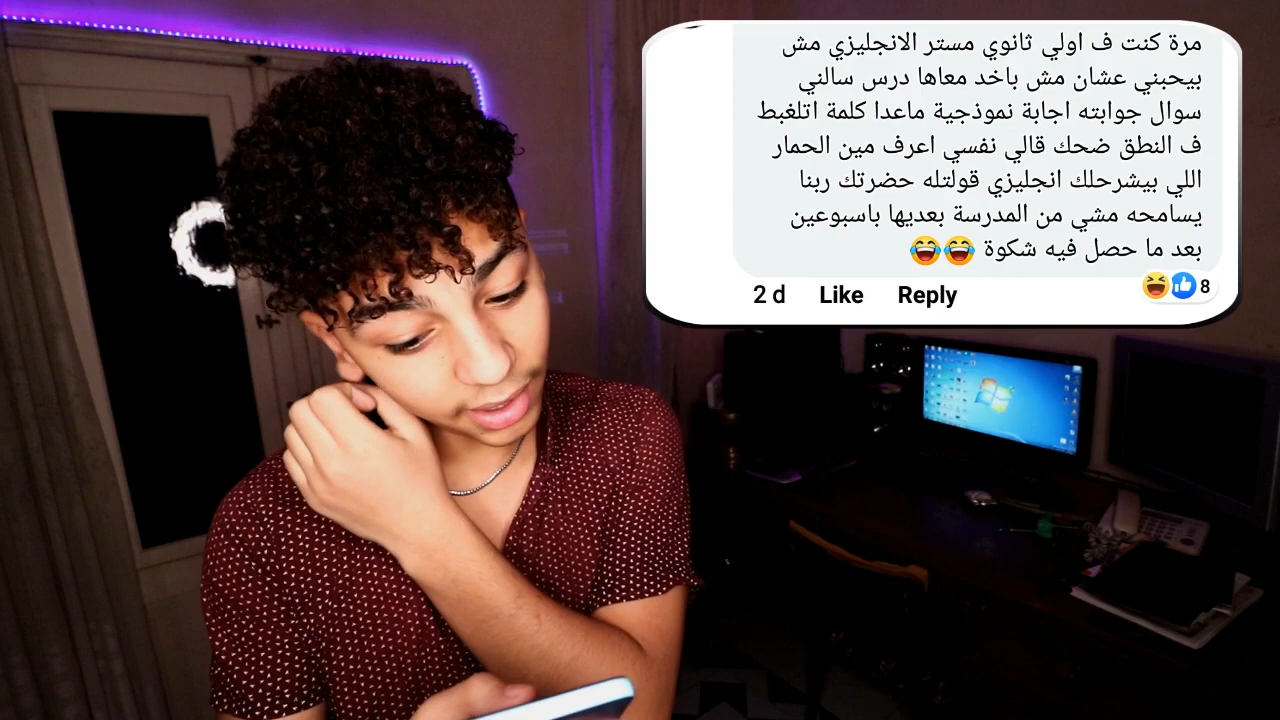 مرة كنت ف اولي ثانوي مستر الانجليزي مش
بيحبني عشان مش باخد معاها درس سالني
سوال جوابته اجابة نموذجية ماعدا كلمة اتلغبط
ف النطق ضحك قالي نفسي اعرف مين الحمار
اللي بيشرحلك انجليزي قولتله حضرتك ربنا
يسامحه مشي من المدرسة بعديها باسبوعين
بعد ما حصل فيه شكوة 😂😂
2 d Like Reply 8